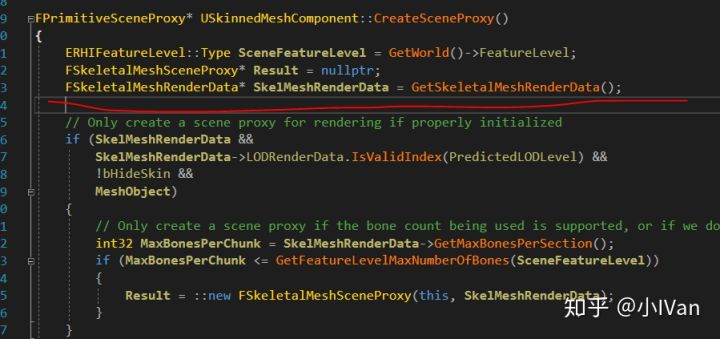 9 FPrimitiveSceneProxy* USkinnedMeshComponent::CreateSceneProxy()
0 {
1 ERHIFeatureLevel::Type SceneFeatureLevel = GetWorld()->FeatureLevel;
2 FSkeletalMeshSceneProxy* Result = nullptr;
3 FSkeletalMeshRenderData* SkelMeshRenderData = GetSkeletalMeshRenderData();
4
5 // Only create a scene proxy for rendering if properly initialized
6 if (SkelMeshRenderData &&
7 SkelMeshRenderData->LODRenderData.IsValidIndex(PredictedLODLevel) &&
8 !bHideSkin &&
9 MeshObject)
0 {
1 // Only create a scene proxy if the bone count being used is supported, or if we do
2 int32 MaxBonesPerChunk = SkelMeshRenderData->GetMaxBonesPerSection();
3 if (MaxBonesPerChunk <= GetFeatureLevelMaxNumberOfBones(SceneFeatureLevel))
4 {
5 Result = ::new FSkeletalMeshSceneProxy(this, SkelMeshRenderData);
6 }
7 }
知乎 @小IVan